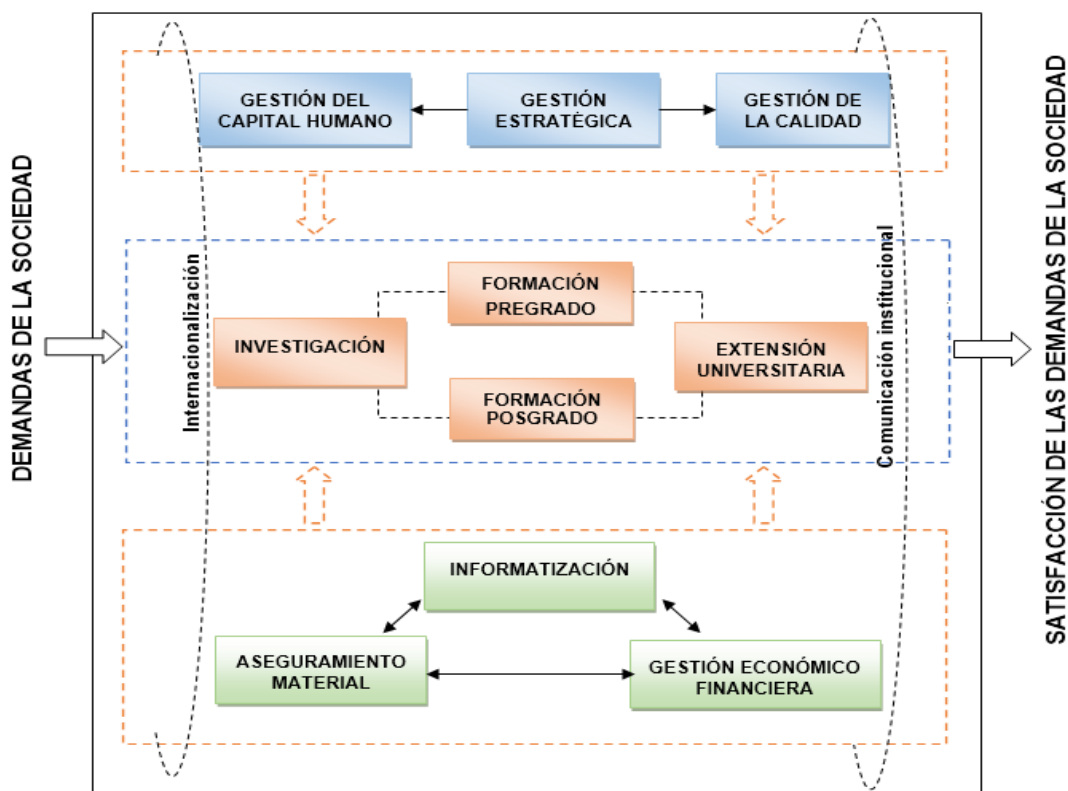 DEMANDAS DE LA SOCIEDAD
GESTIÓN DEL
CAPITAL HUMANO
GESTIÓN
ESTRATÉGICA
GESTIÓN DE
LA CALIDAD
Internacionalización
INVESTIGACIÓN
FORMACIÓN
PREGRADO
FORMACIÓN
POSGRADO
EXTENSIÓN
UNIVERSITARIA
Comunicación institucional
INFORMATIZACIÓN
ASEGURAMIENTO
MATERIAL
GESTIÓN ECONÓMICO
FINANCIERA
SATISFACCIÓN DE LAS DEMANDAS DE LA SOCIEDAD